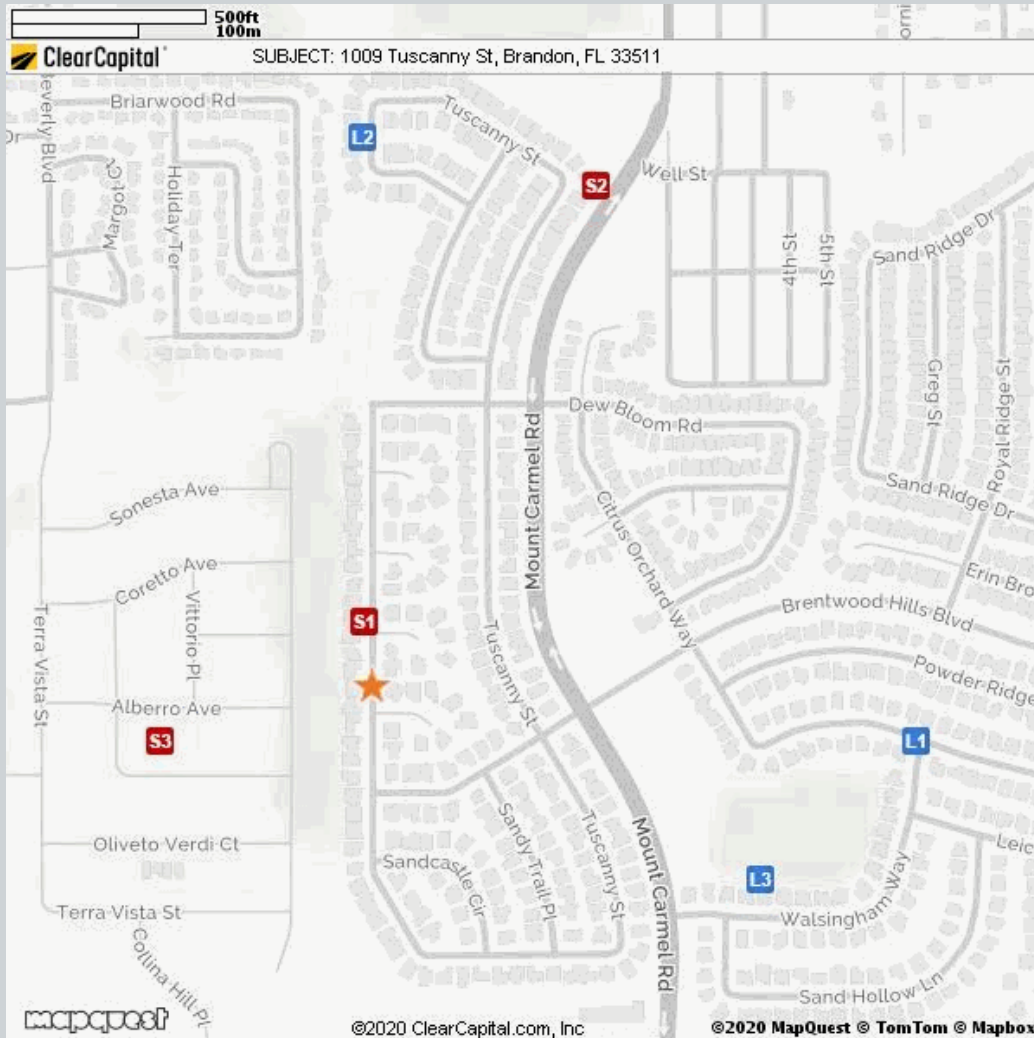 500ft
100m
ClearCapital
SUBJECT: 1009 Tuscanny St, Brandon, FL 33511
Beverly Blvd
Briarwood Rd
Dr
Margot Ct
Holiday Ter
L2
Tuscanny St
S2
Well St
4th St
5th St
Sand Ridge Dr
Greg St
Royal Ridge St
Sand Ridge Dr
Dew Bloom Rd
Mount Carmel Rd
Citrus Orchard Way
Sonesta Ave
Coretto Ave
Vittorio Pl
Terra Vista St
Alberro Ave
S1
S3
Tuscanny St
Erin Bro
Brentwood Hills Blvd
Powder Ridge
L1
Oliveto Verdi Ct
Terra Vista St
Collina Hill Pl
Sandcastle Cir
Sandy Trail Pl
Tuscanny St
Mount Carmel Rd
L3
Walsingham Way
Leic
Sand Hollow Ln
mapquest
©2020 ClearCapital.com, Inc
©2020 MapQuest © TomTom © Mapbox